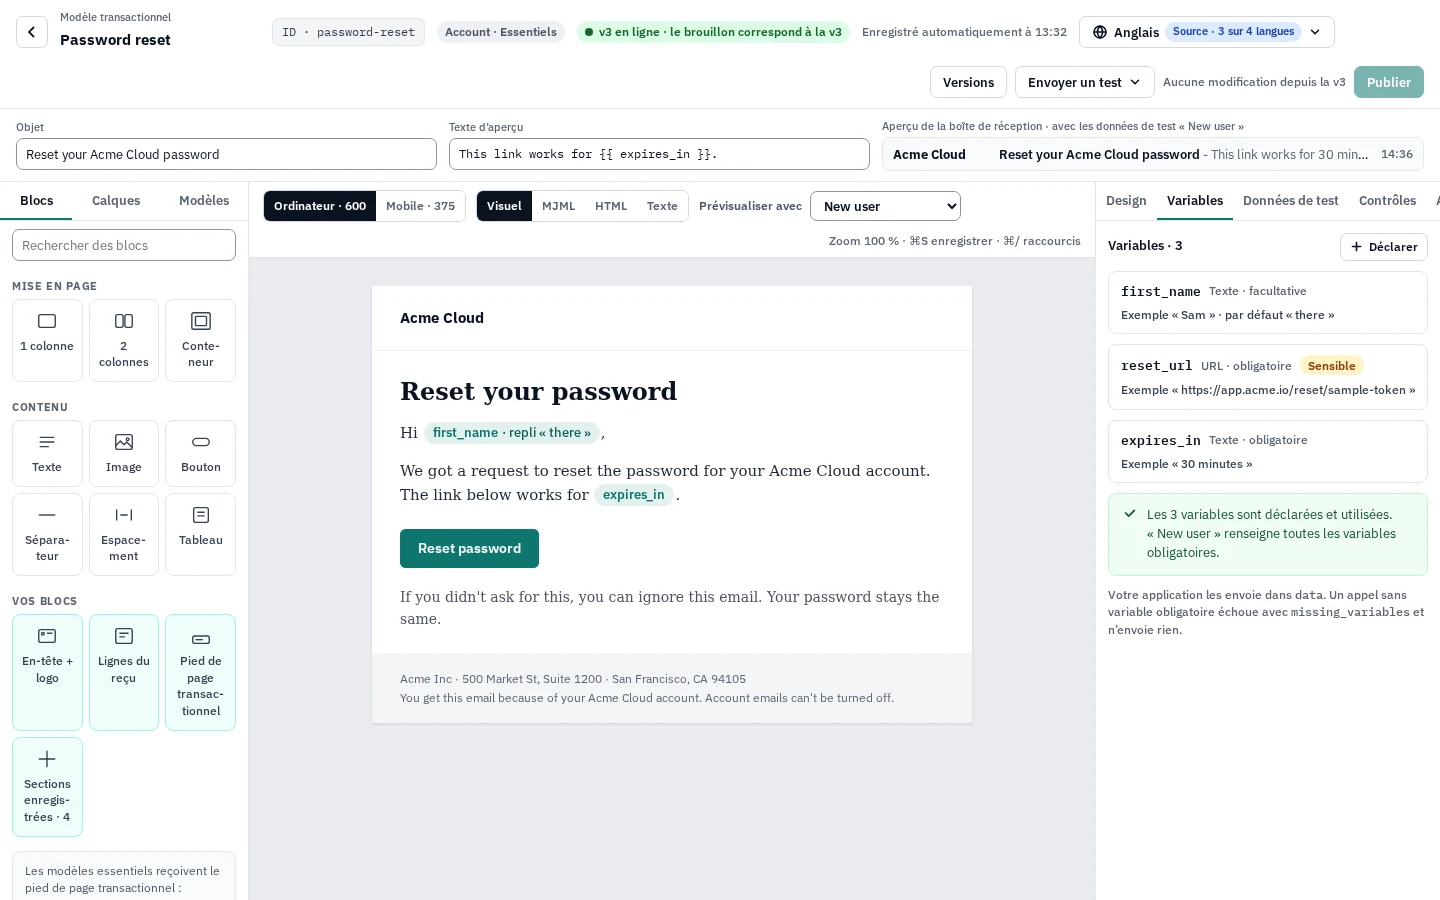 Modèle transactionnel
Password reset
ID · password-reset
Account · Essentiels
v3 en ligne · le brouillon correspond à la v3
Enregistré automatiquement à 13:32
Anglais
Source · 3 sur 4 langues
Versions
Envoyer un test
Aucune modification depuis la v3
Publier
Objet
Reset your Acme Cloud password
Texte d’aperçu
This link works for {{ expires_in }}.
Aperçu de la boîte de réception · avec les données de test « New user »
Acme Cloud
Reset your Acme Cloud password - This link works for 30 min…
14:36
Blocs
Calques
Modèles
Rechercher des blocs
MISE EN PAGE
1 colonne
2
colonnes
Conte-
neur
CONTENU
Texte
Image
Bouton
Sépara-
teur
Espace-
ment
Tableau
VOS BLOCS
En-tête +
logo
Lignes du
reçu
Pied de
page
transac-
tionnel
Sections
enregis-
trées · 4
Les modèles essentiels reçoivent le
pied de page transactionnel :
Ordinateur · 600
Mobile · 375
Visuel
MJML
HTML
Texte
Prévisualiser avec
New user
Zoom 100 % · ⌘S enregistrer · ⌘/ raccourcis
Acme Cloud
Reset your password
Hi first_name · repli « there » ,
We got a request to reset the password for your Acme Cloud account.
The link below works for expires_in .
Reset password
If you didn't ask for this, you can ignore this email. Your password stays the
same.
Acme Inc · 500 Market St, Suite 1200 · San Francisco, CA 94105
You get this email because of your Acme Cloud account. Account emails can't be turned off.
Design
Variables
Données de test
Contrôles
Variables · 3
Déclarer
first_name Texte · facultative
Exemple « Sam » · par défaut « there »
reset_url URL · obligatoire Sensible
Exemple « https://app.acme.io/reset/sample-token »
expires_in Texte · obligatoire
Exemple « 30 minutes »
Les 3 variables sont déclarées et utilisées.
« New user » renseigne toutes les variables
obligatoires.
Votre application les envoie dans data. Un appel sans
variable obligatoire échoue avec missing_variables et
n’envoie rien.